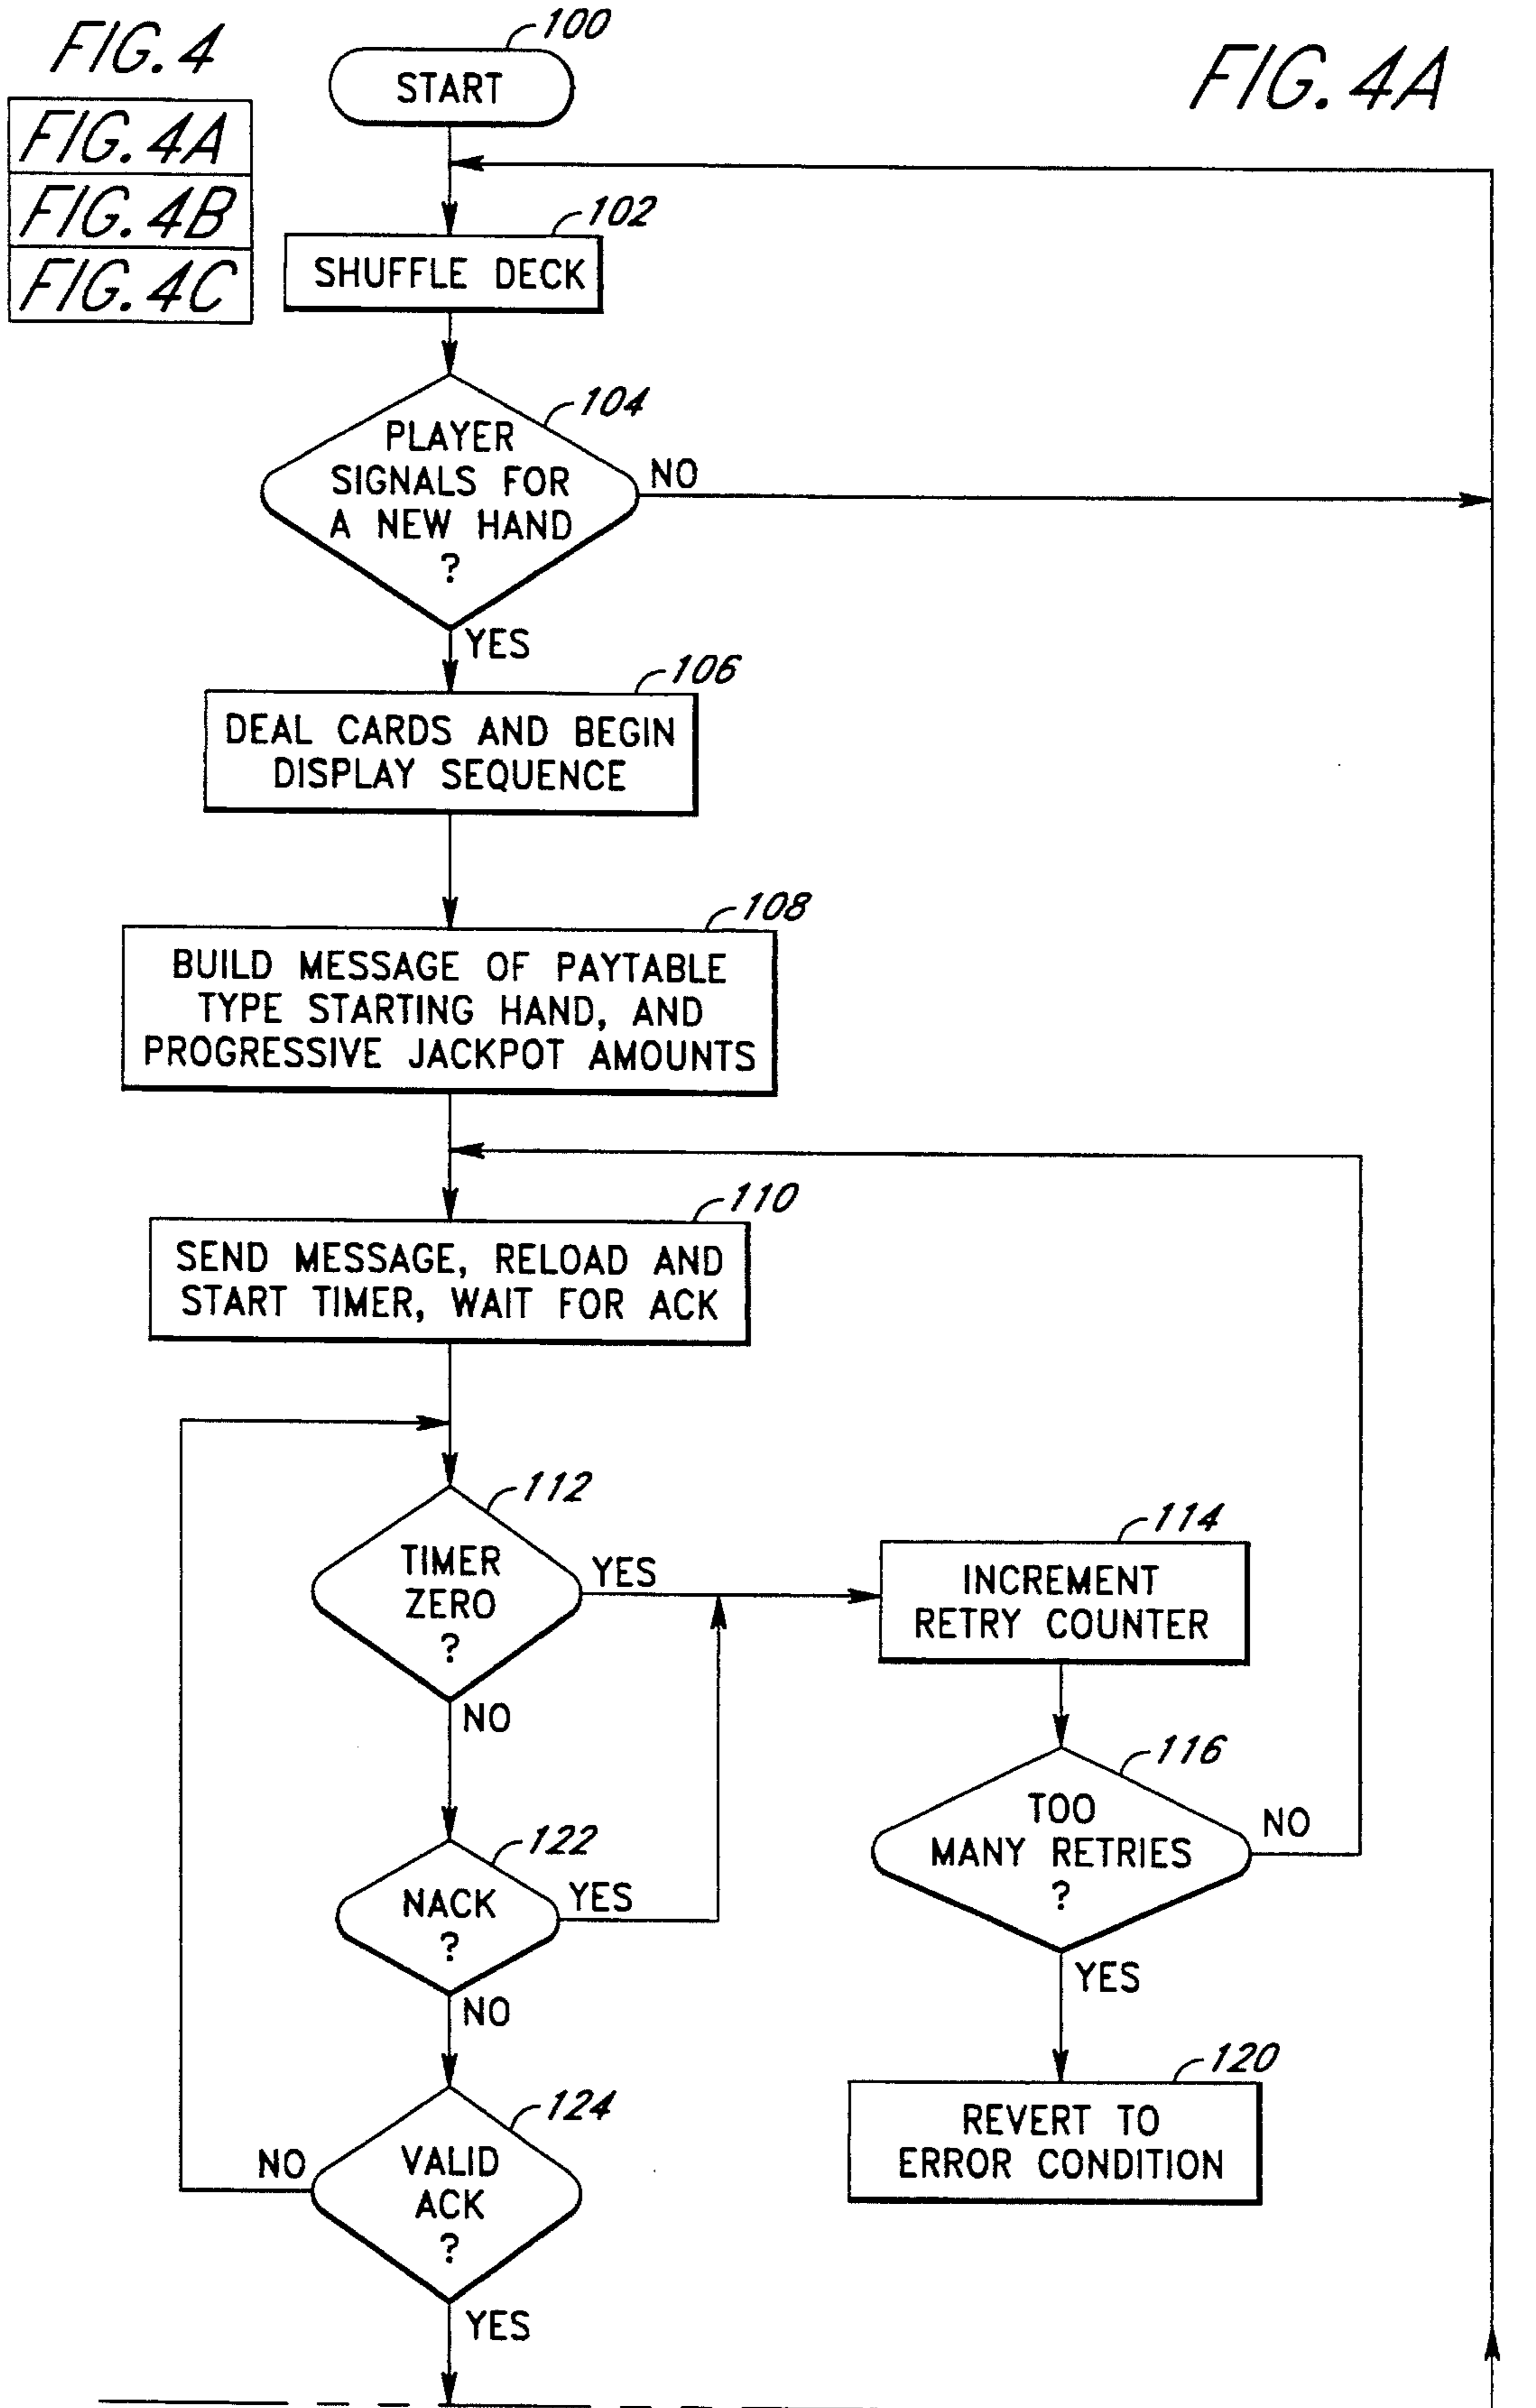 FIG. 4
FIG. 4A
FIG. 4B
FIG. 4C
FIG. 4A
100
START
102
SHUFFLE DECK
104
PLAYER
SIGNALS FOR
A NEW HAND
?
NO
YES
106
DEAL CARDS AND BEGIN
DISPLAY SEQUENCE
108
BUILD MESSAGE OF PAYTABLE
TYPE STARTING HAND, AND
PROGRESSIVE JACKPOT AMOUNTS
110
SEND MESSAGE, RELOAD AND
START TIMER, WAIT FOR ACK
112
TIMER
ZERO
?
YES
NO
114
INCREMENT
RETRY COUNTER
116
TOO
MANY RETRIES
?
NO
YES
122
NACK
?
YES
NO
120
REVERT TO
ERROR CONDITION
124
VALID
ACK
?
NO
YES